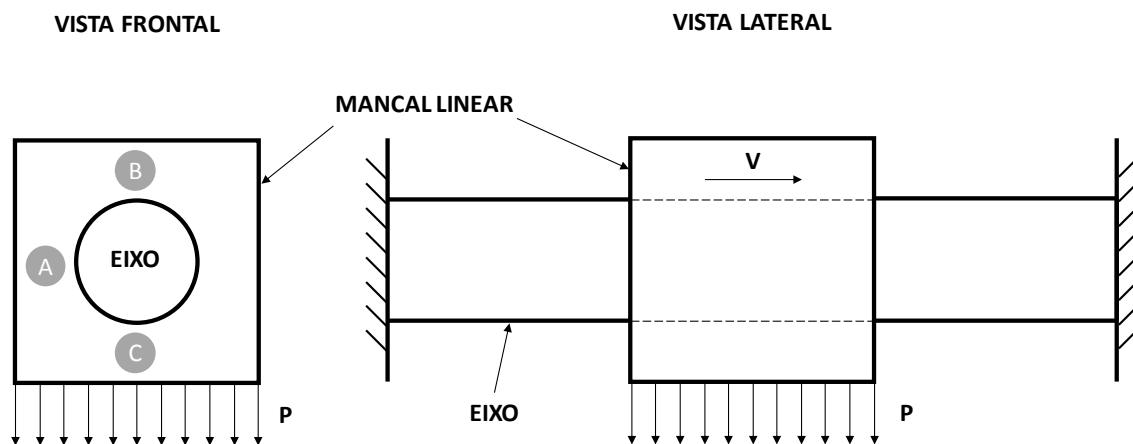 VISTA FRONTAL
VISTA LATERAL
MANCAL LINEAR
B
V
A
EIXO
C
P
EIXO
P